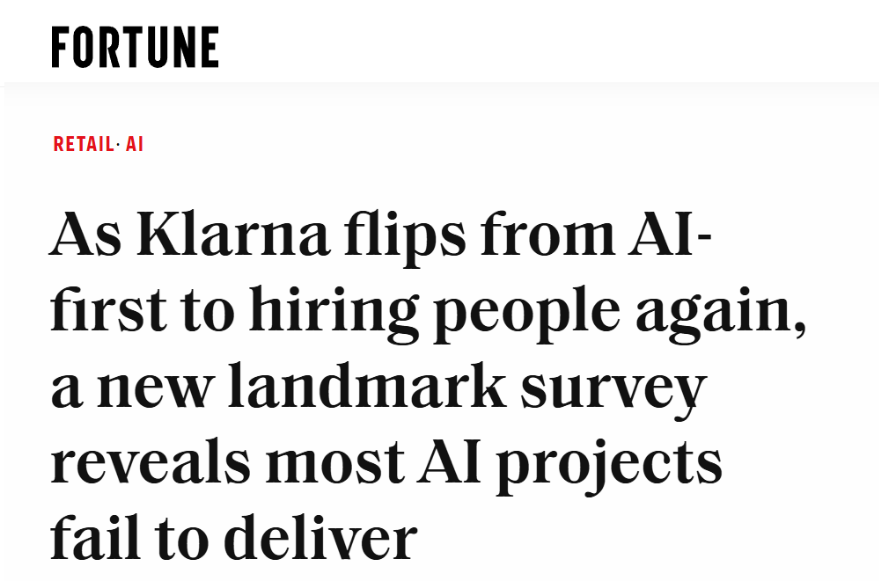 FORTUNE
RETAIL · AI
As Klarna flips from AI-
first to hiring people again,
a new landmark survey
reveals most AI projects
fail to deliver